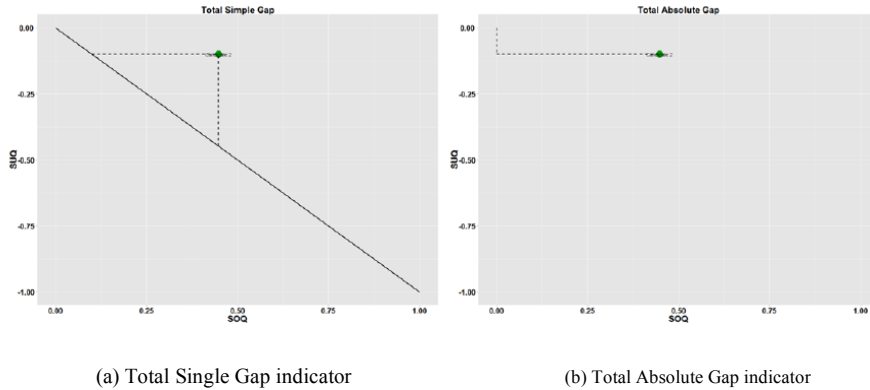 Total Simple Gap
0.00
-0.25
-0.50
-0.75
-1.00
SUQ
0.00
0.25
0.50
0.75
1.00
SOQ
Total Absolute Gap
0.00
-0.25
-0.50
-0.75
-1.00
SUQ
0.00
0.25
0.50
0.75
1.00
SOQ
(a) Total Single Gap indicator
(b) Total Absolute Gap indicator